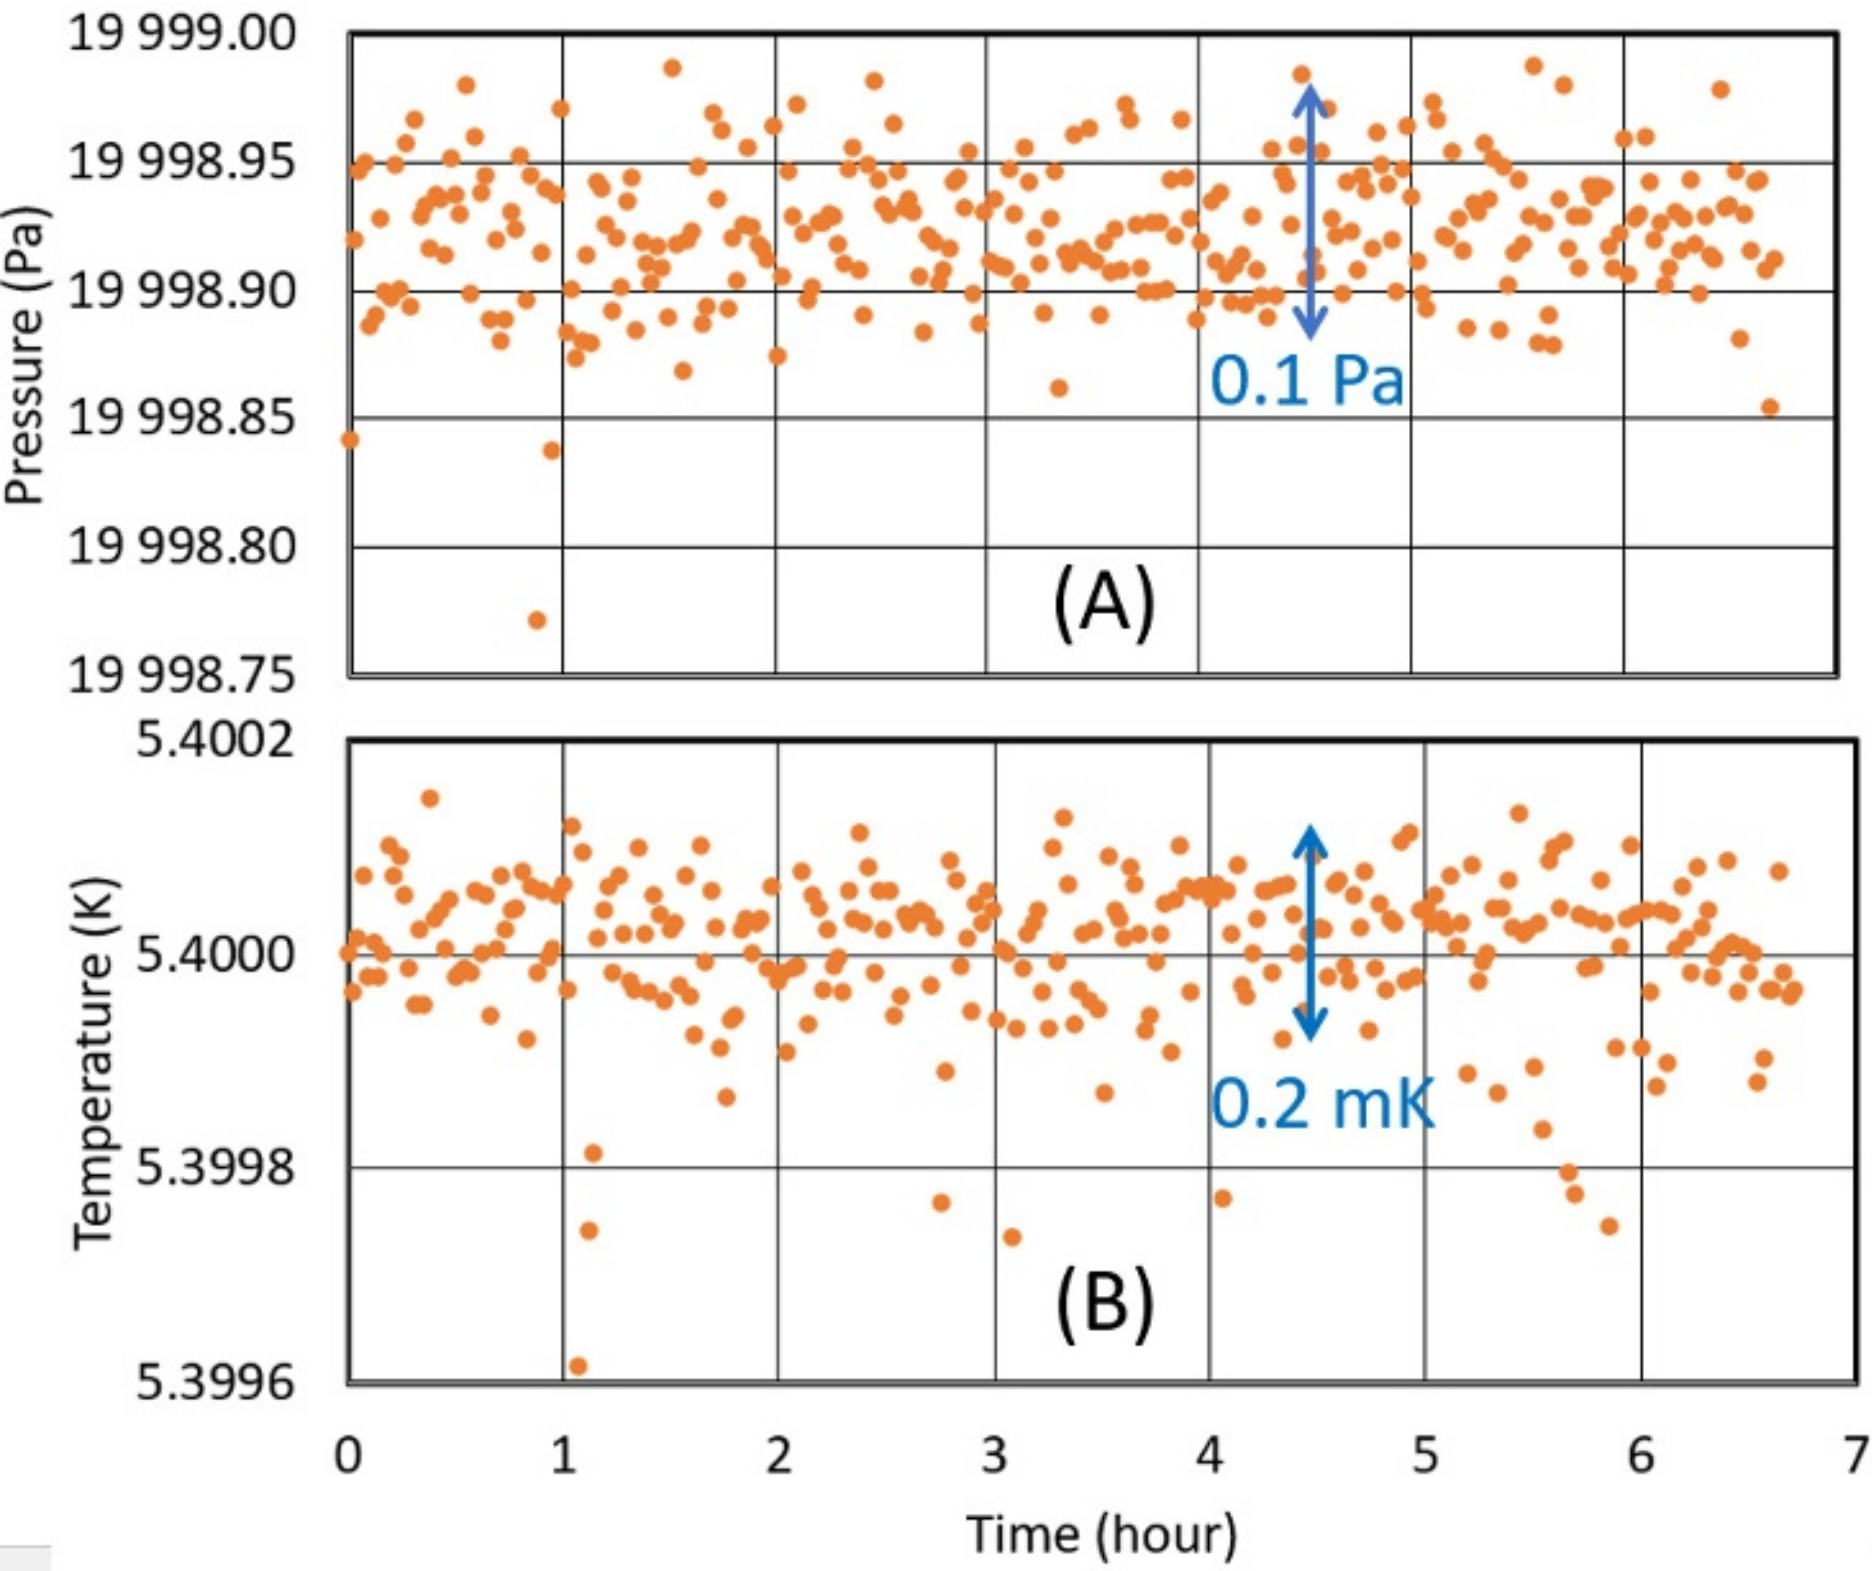 19 999.00
19 998.95
19 998.90
19 998.85
19 998.80
19 998.75
Pressure (Pa)
0.1 Pa
(A)
5.4002
5.4000
5.3998
5.3996
Temperature (K)
0.2 mK
(B)
0 1 2 3 4 5 6 7
Time (hour)